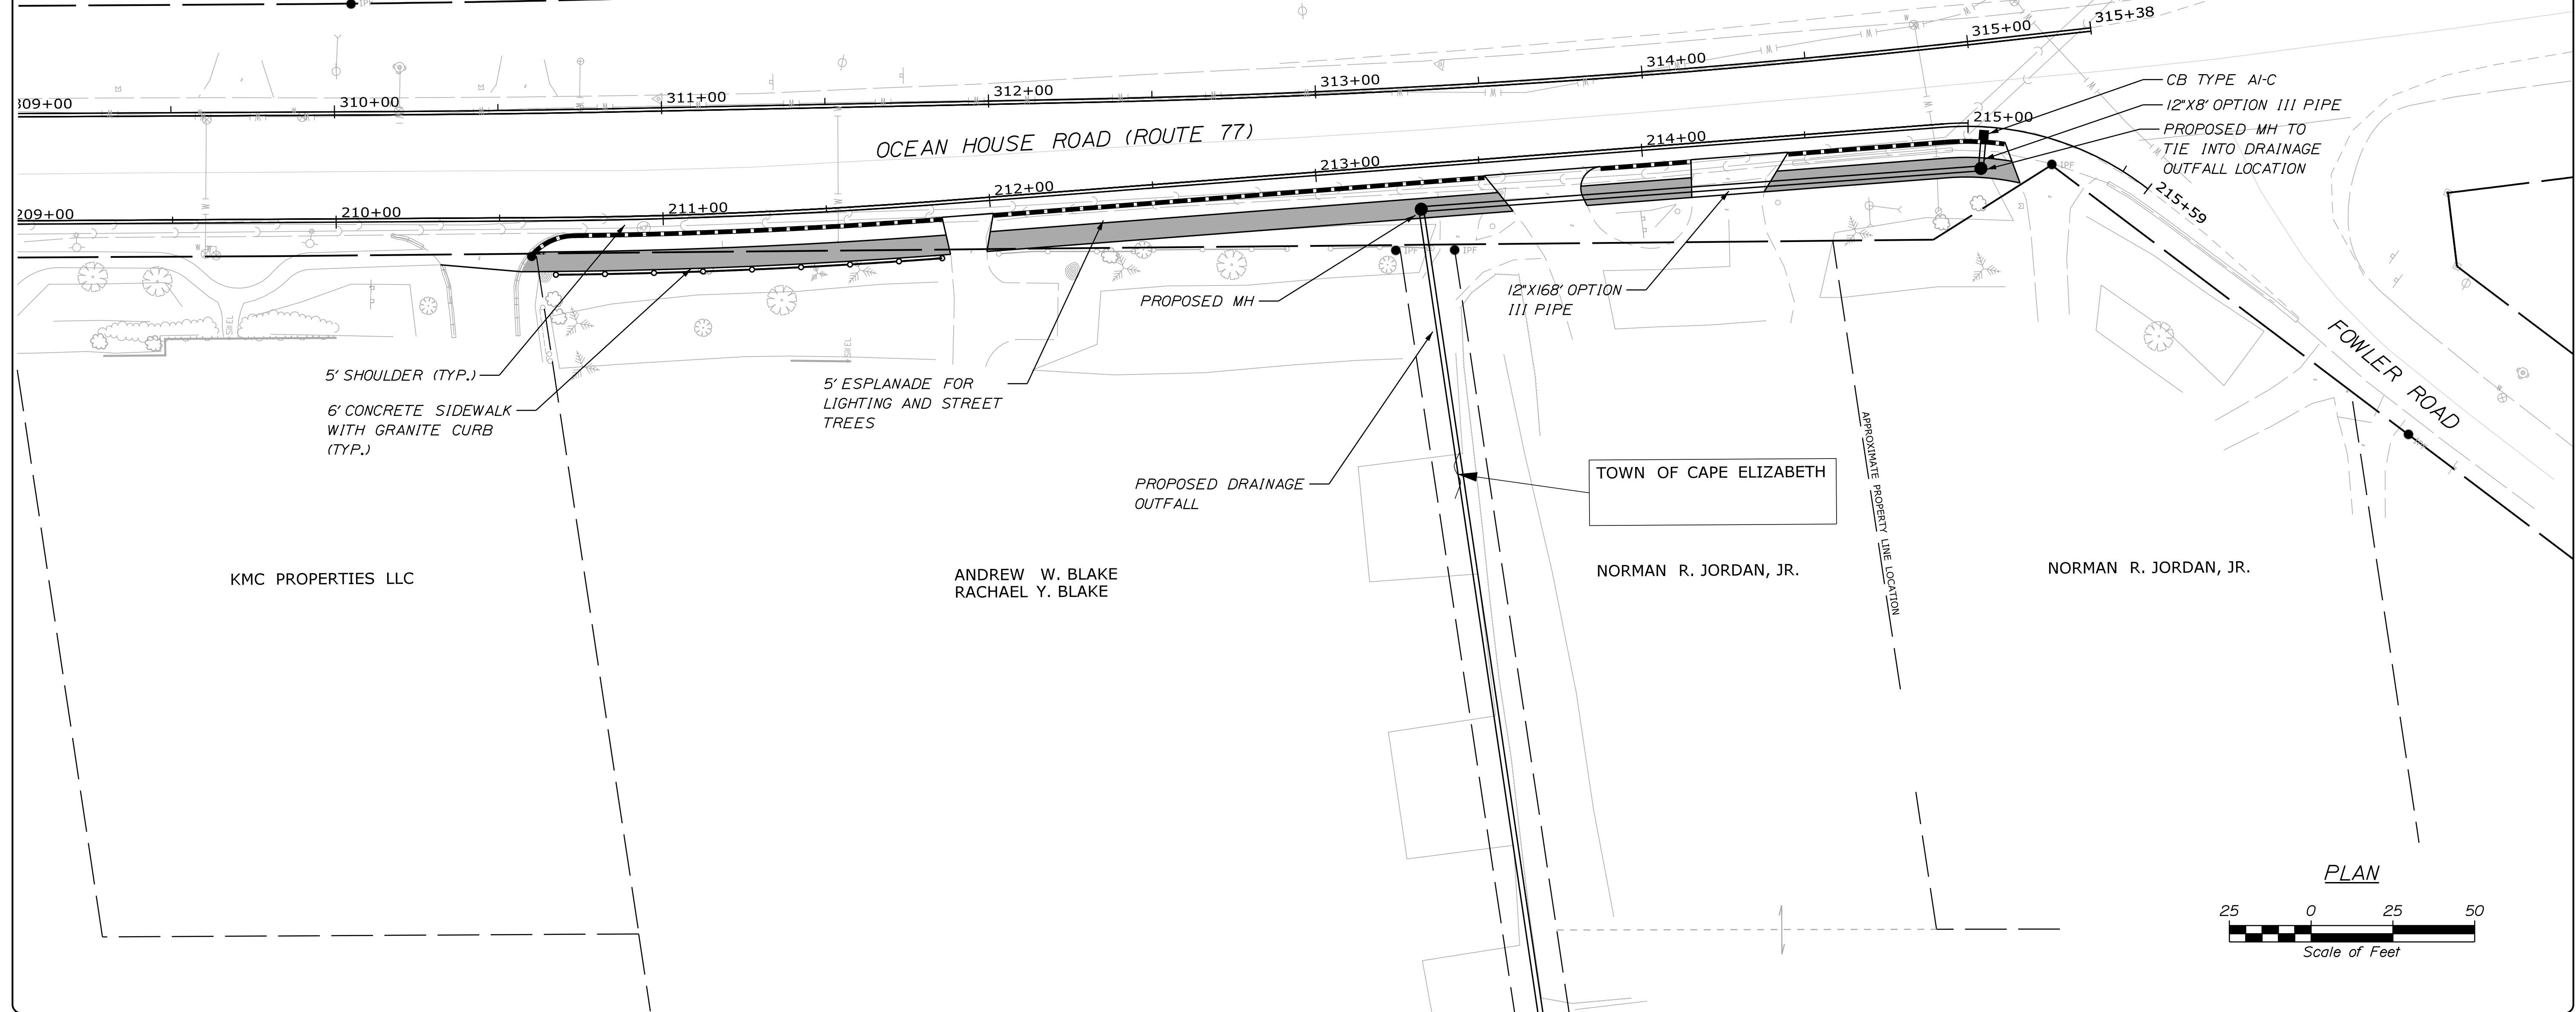 315+38
315+00
314+00
313+00
312+00
311+00
310+00
309+00
OCEAN HOUSE ROAD (ROUTE 77)
209+00
210+00
211+00
212+00
213+00
214+00
215+00
215+59
CB TYPE A1-C
12"X8' OPTION III PIPE
PROPOSED MH TO
TIE INTO DRAINAGE
OUTFALL LOCATION
IPF
IPF
IPF
IPF
PROPOSED MH
12"X168' OPTION
III PIPE
5' SHOULDER (TYP.)
6' CONCRETE SIDEWALK
WITH GRANITE CURB
(TYP.)
5' ESPLANADE FOR
LIGHTING AND STREET
TREES
PROPOSED DRAINAGE
OUTFALL
TOWN OF CAPE ELIZABETH
APPROXIMATE PROPERTY LINE LOCATION
FOWLER ROAD
KMC PROPERTIES LLC
ANDREW W. BLAKE
RACHAEL Y. BLAKE
NORMAN R. JORDAN, JR.
NORMAN R. JORDAN, JR.
PLAN
25 0 25 50
Scale of Feet